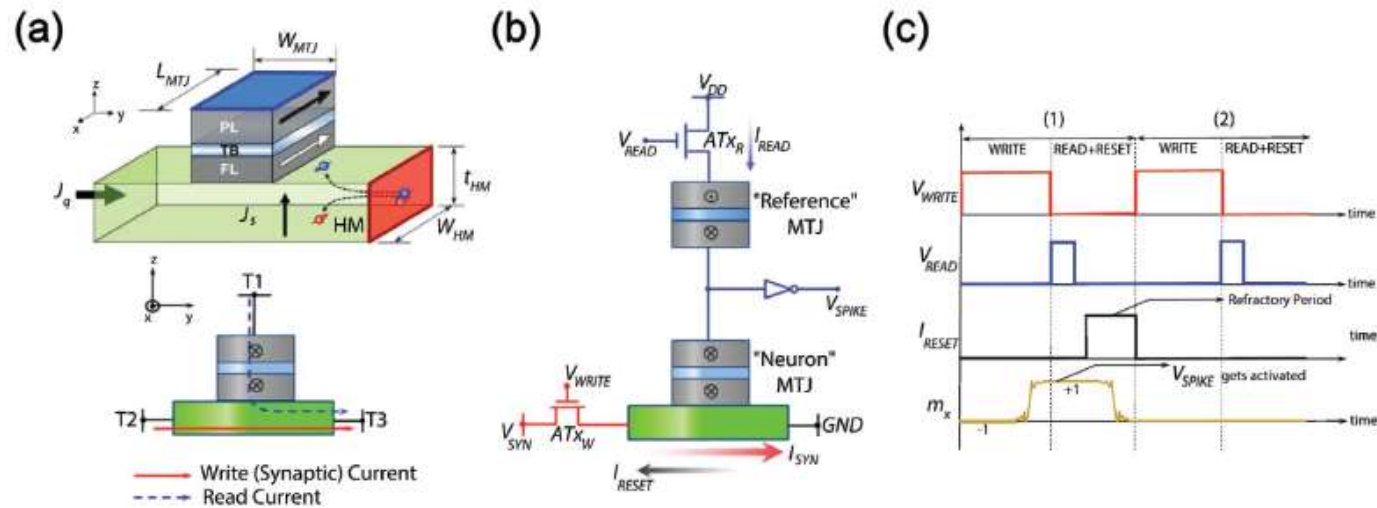 (a)
W_MTJ
L_MTJ
z
y
x
PL
TB
FL
J_q
J_s
HM
t_HM
W_HM
z
x
y
T1
T2
T3
Write (Synaptic) Current
Read Current
(b)
V_DD
V_READ
ATx_R
I_READ
"Reference"
MTJ
V_SPIKE
"Neuron"
MTJ
V_WRITE
V_SYN
ATx_W
GND
I_SYN
I_RESET
(c)
(1) (2)
WRITE READ+RESET WRITE READ+RESET
V_WRITE
time
V_READ
time
Refractory Period
I_RESET
time
V_SPIKE gets activated
+1
m_x
-1
time